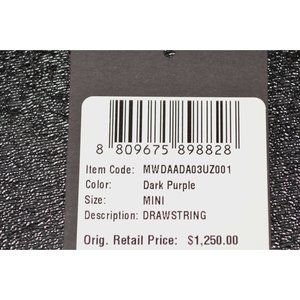 8 809675 898828
Item Code: MWDAADA03UZ001
Color: Dark Purple
Size: MINI
Description: DRAWSTRING
Orig. Retail Price: $1,250.00